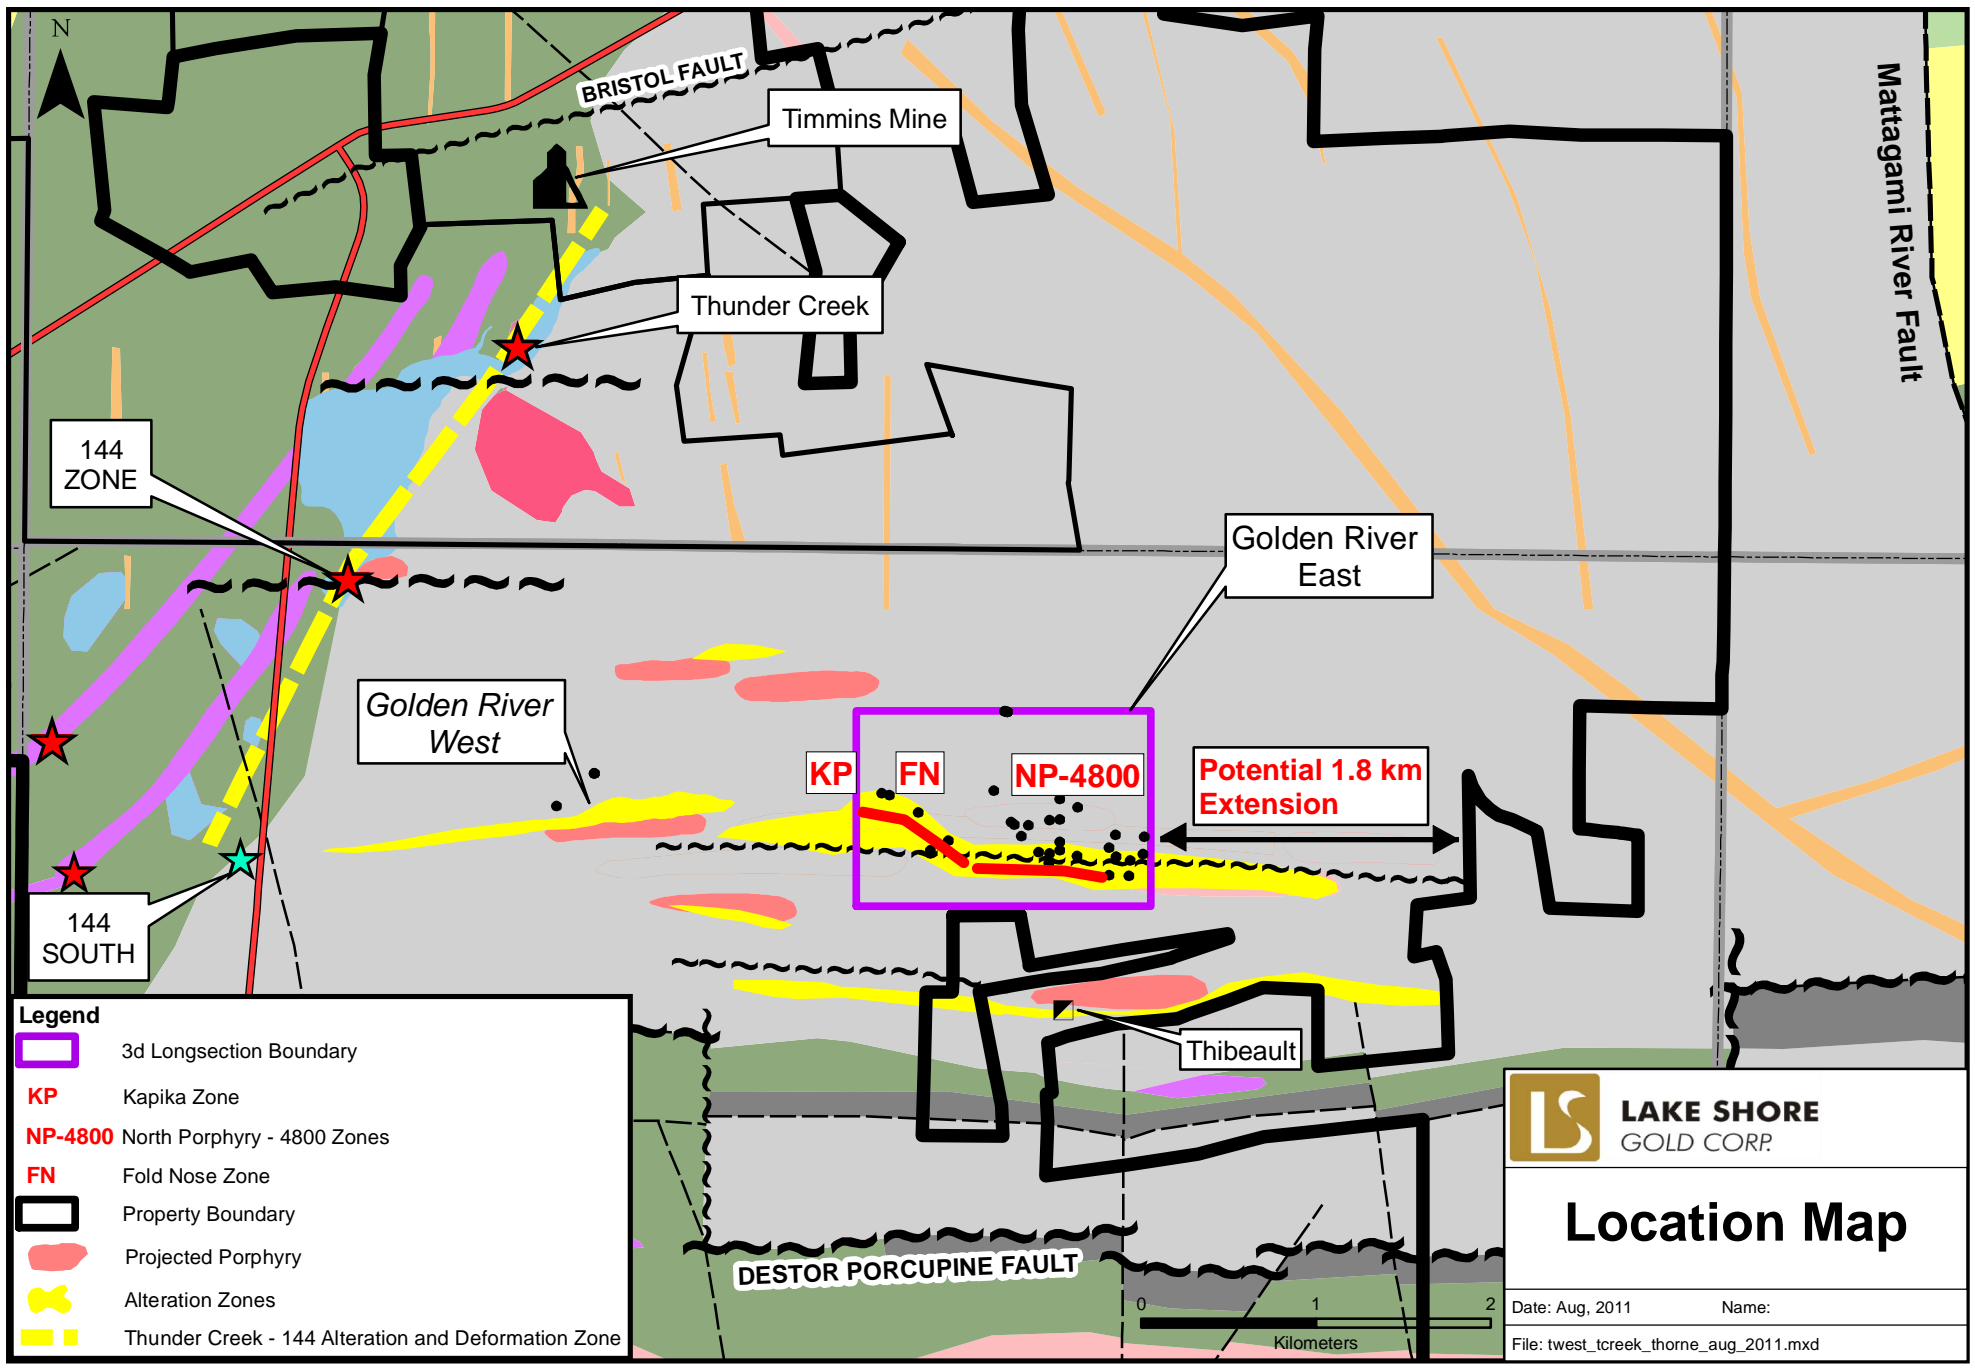 N
BRISTOL FAULT
Timmins Mine
Mattagami River Fault
Thunder Creek
144
ZONE
Golden River
East
Golden River
West
KP
FN
NP-4800
Potential 1.8 km
Extension
144
SOUTH
Thibeault
DESTOR PORCUPINE FAULT
Legend
3d Longsection Boundary
KP Kapika Zone
NP-4800 North Porphyry - 4800 Zones
FN Fold Nose Zone
Property Boundary
Projected Porphyry
Alteration Zones
Thunder Creek - 144 Alteration and Deformation Zone
0 1 2
Kilometers
LS
LAKE SHORE
GOLD CORP.
Location Map
Date: Aug, 2011 Name:
File: twest_tcreek_thorne_aug_2011.mxd